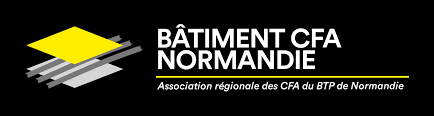 BÂTIMENT CFA
NORMANDIE
Association régionale des CFA du BTP de Normandie